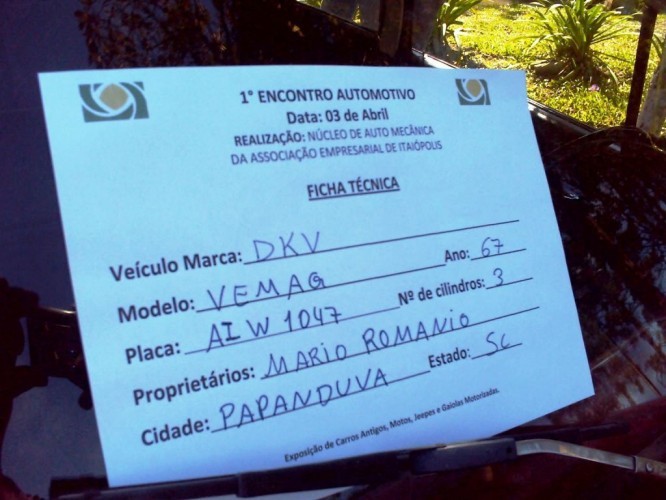 1° ENCONTRO AUTOMOTIVO
Data: 03 de Abril
REALIZAÇÃO: NÚCLEO DE AUTO MECÂNICA
DA ASSOCIAÇÃO EMPRESARIAL DE ITAIÓPOLIS
FICHA TÉCNICA
Veículo Marca: DKV
Modelo: VEMAG Ano: 67
Placa: AIW 1047 Nº de cilindros: 3
Proprietários: MARIO ROMANIO
Cidade: PAPANDUVA Estado: SC
Exposição de Carros Antigos, Motos, Jeepes e Gaiolas Motorizadas.